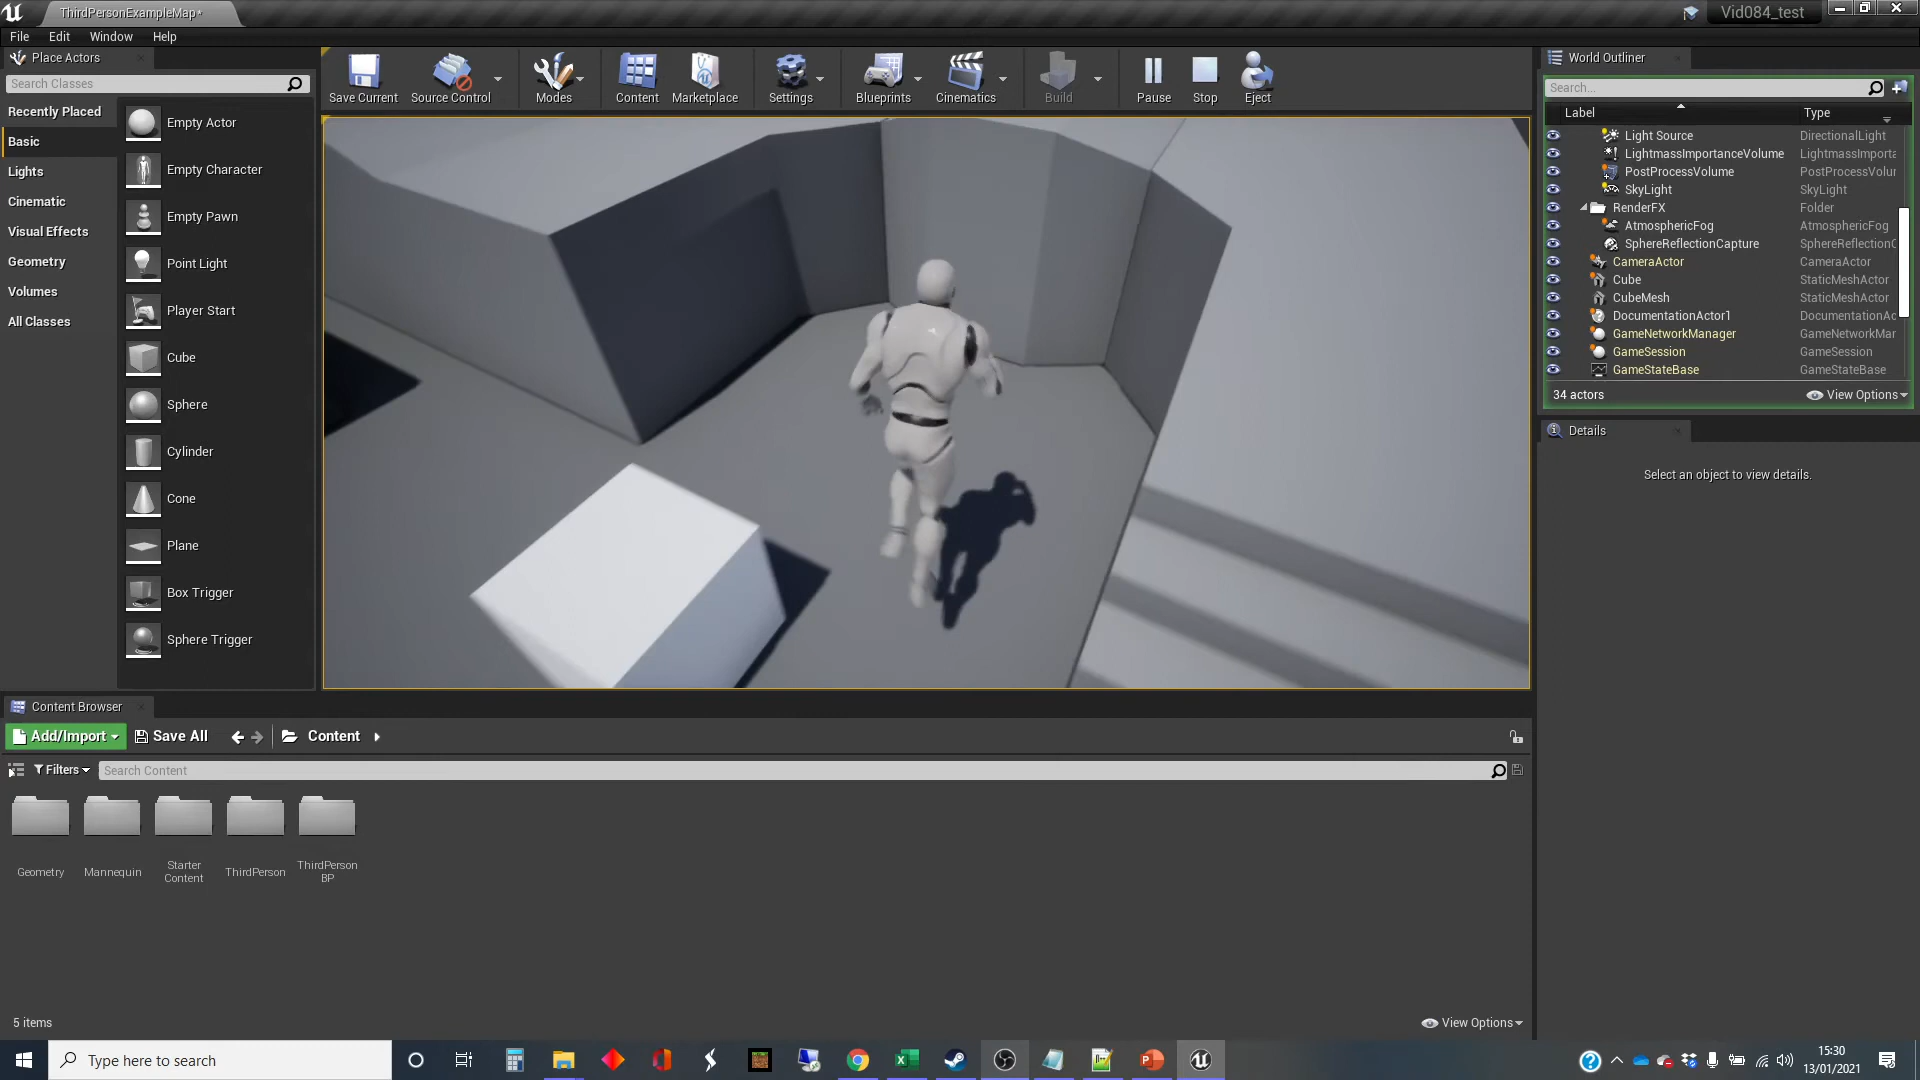 ThirdPersonExampleMap*
Vid084_test
File Edit Window Help
Place Actors
Search Classes
Recently Placed
Basic
Lights
Cinematic
Visual Effects
Geometry
Volumes
All Classes
Empty Actor
Empty Character
Empty Pawn
Point Light
Player Start
Cube
Sphere
Cylinder
Cone
Plane
Box Trigger
Sphere Trigger
Save Current Source Control Modes Content Marketplace Settings Blueprints Cinematics Build Pause Stop Eject
World Outliner
Search...
Label Type
Light Source DirectionalLight
LightmassImportanceVolume LightmassImporta
PostProcessVolume PostProcessVolur
SkyLight SkyLight
RenderFX Folder
AtmosphericFog AtmosphericFog
SphereReflectionCapture SphereReflectionC
CameraActor CameraActor
Cube StaticMeshActor
CubeMesh StaticMeshActor
DocumentationActor1 DocumentationAc
GameNetworkManager GameNetworkMar
GameSession GameSession
GameStateBase GameStateBase
34 actors View Options
Details
Select an object to view details.
Content Browser
Add/Import Save All Content
Filters Search Content
Geometry
Mannequin
Starter
Content
ThirdPerson
ThirdPerson
BP
5 items View Options
Type here to search
15:30
13/01/2021